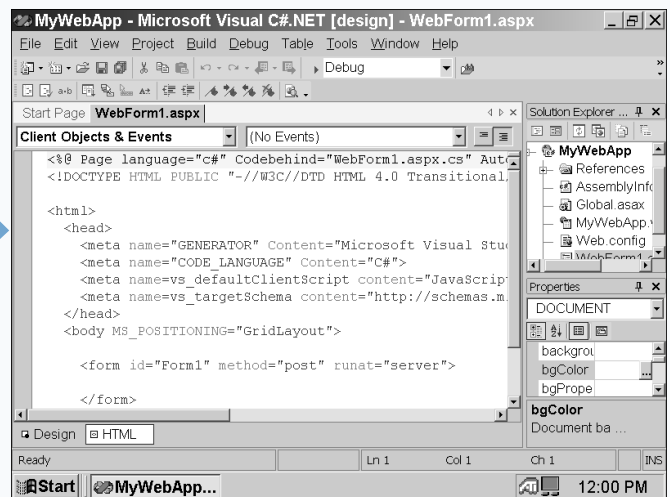 MyWebApp - Microsoft Visual C#.NET [design] - WebForm1.aspx
File Edit View Project Build Debug Table Tools Window Help
Debug
Start Page WebForm1.aspx
Client Objects & Events (No Events)
<%@ Page language="c#" Codebehind="WebForm1.aspx.cs" Auto
<!DOCTYPE HTML PUBLIC "-//W3C//DTD HTML 4.0 Transitional
<html>
<head>
<meta name="GENERATOR" Content="Microsoft Visual Stu
<meta name="CODE_LANGUAGE" Content="C#">
<meta name=vs_defaultClientScript content="JavaScrip
<meta name=vs_targetSchema content="http://schemas.m
</head>
<body MS_POSITIONING="GridLayout">
<form id="Form1" method="post" runat="server">
</form>
Design HTML
Solution Explorer ...
MyWebApp
References
AssemblyInfo
Global.asax
MyWebApp.
Web.config
WebForm1.
Properties
DOCUMENT
backgrou
bgColor ...
bgPrope
bgColor
Document ba ...
Ready Ln 1 Col 1 Ch 1 INS
Start MyWebApp... 12:00 PM